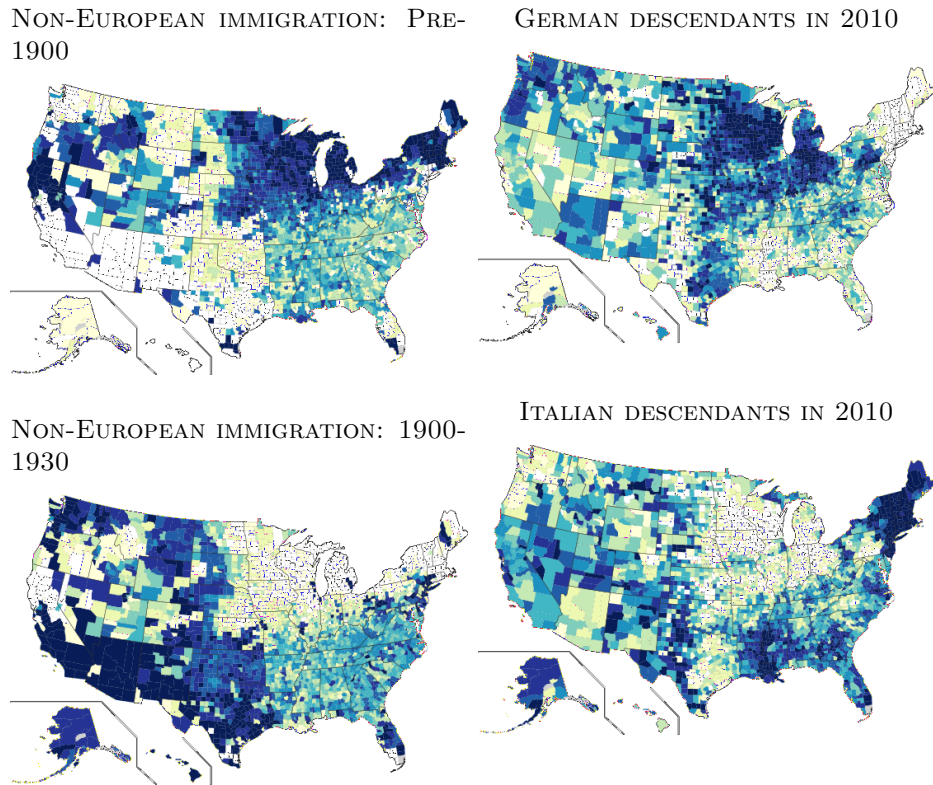 Non-European immigration: Pre-
1900
German descendants in 2010
Non-European immigration: 1900-
1930
Italian descendants in 2010